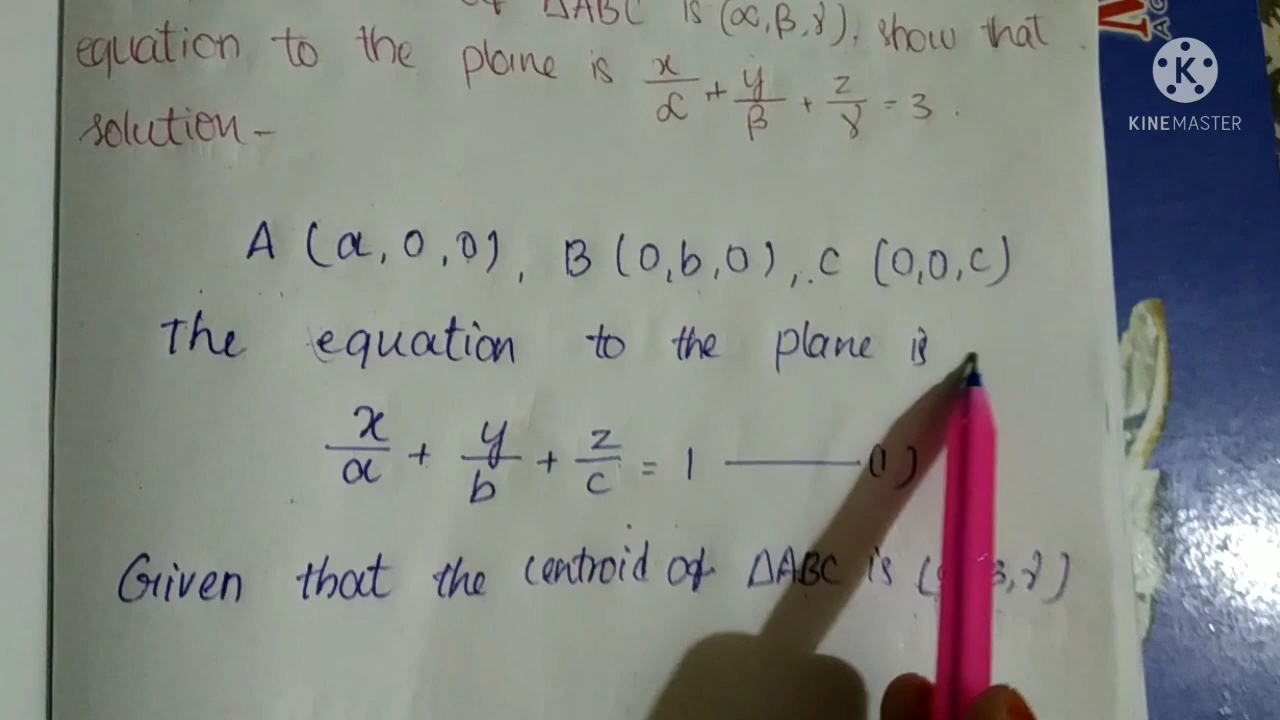 of ΔABC is (α, β, γ), show that
equation to the plane is x/α + y/β + z/γ = 3.
solution -
A (a, 0, 0), B (0, b, 0), C (0, 0, c)
The equation to the plane is
x/a + y/b + z/c = 1 ——— (1)
Given that the centroid of ΔABC is ( , β, γ)
KINEMASTER